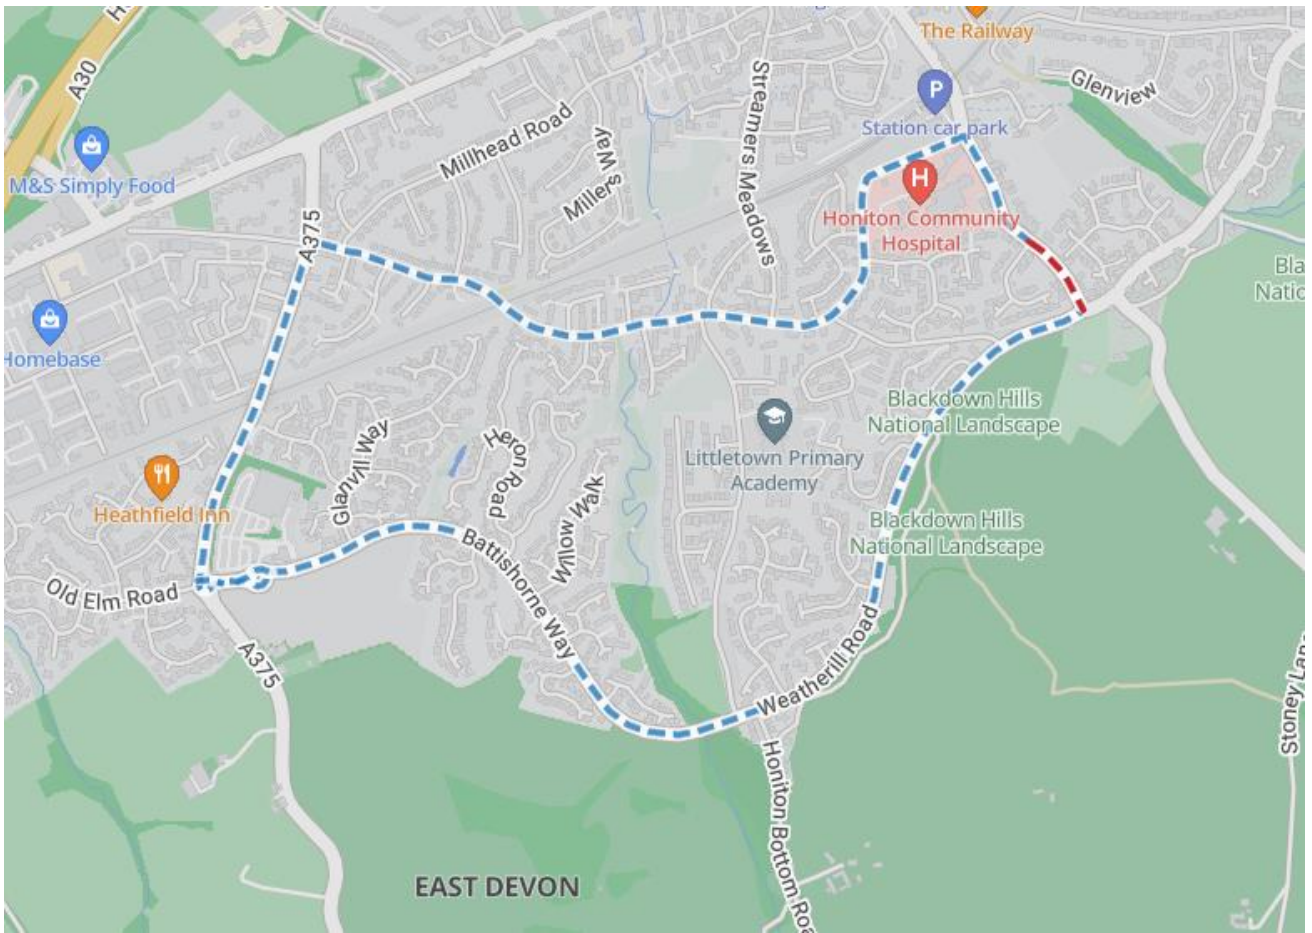 The Railway
A30
Glenview
P
Station car park
Streamers Meadows
Millhead Road
Millers Way
M&S Simply Food
H
Honiton Community
Hospital
A375
Homebase
Blackdown Hills
National Landscape
Littletown Primary
Academy
Glanvill Way
Heron Road
Willow Walk
Heathfield Inn
Blackdown Hills
National Landscape
Battishorne Way
Old Elm Road
Weatherill Road
A375
Stoney Lan
Honiton Bottom Roa
EAST DEVON